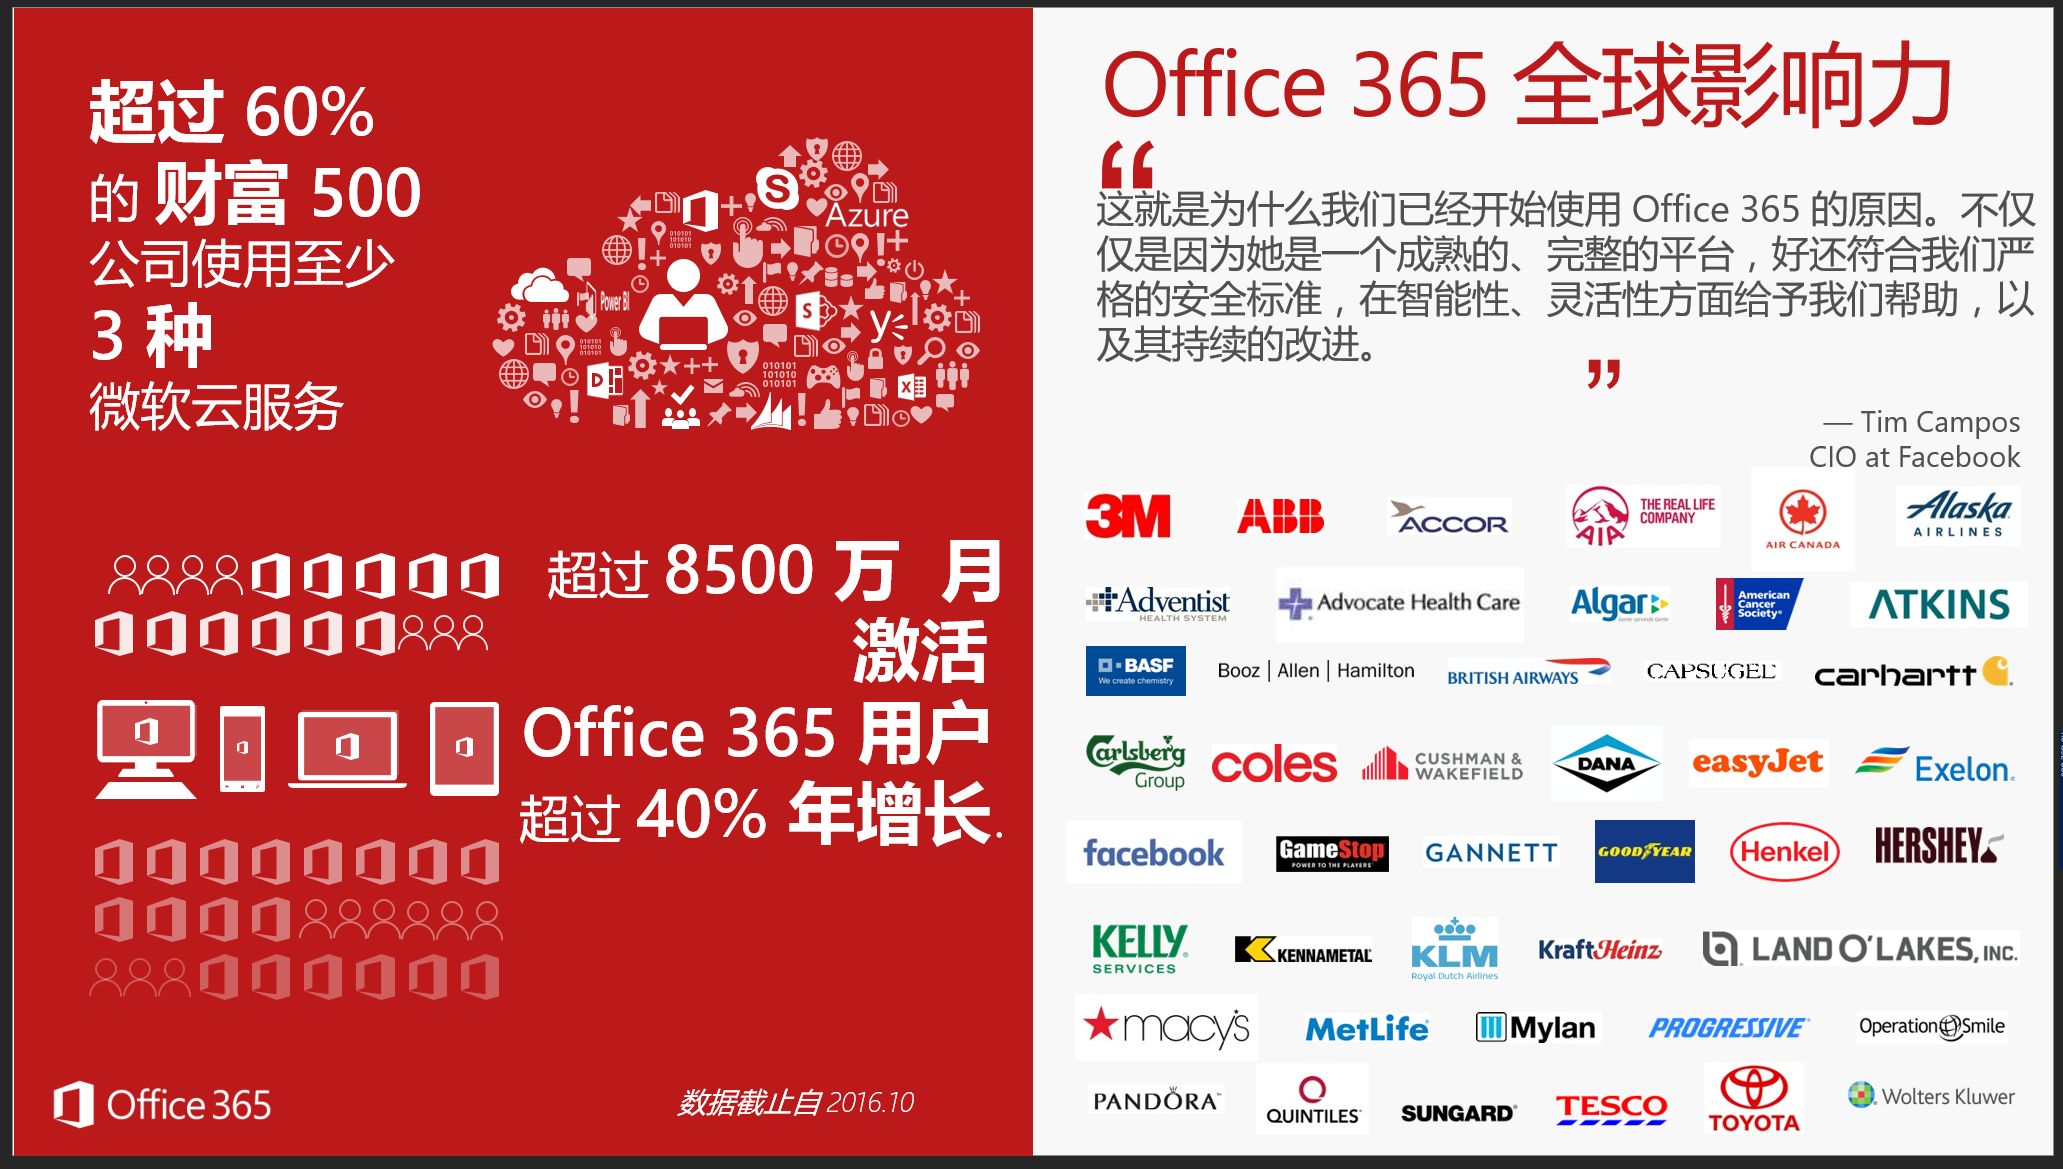 超过 60%
的 财富 500
公司使用至少
3 种
微软云服务
Azure
Power BI
超过 8500 万 月
激活
Office 365 用户
超过 40% 年增长.
Office 365
数据截止自 2016.10
Office 365 全球影响力
“
这就是为什么我们已经开始使用 Office 365 的原因。不仅
仅是因为她是一个成熟的、完整的平台，好还符合我们严
格的安全标准，在智能性、灵活性方面给予我们帮助，以
及其持续的改进。
”
— Tim Campos
CIO at Facebook
3M ABB ACCOR AIA THE REAL LIFE COMPANY AIR CANADA Alaska AIRLINES
Adventist HEALTH SYSTEM Advocate Health Care Algar Gente servindo Gente American Cancer Society® ATKINS
BASF We create chemistry Booz | Allen | Hamilton BRITISH AIRWAYS CAPSUGEL carhartt
Carlsberg Group coles CUSHMAN & WAKEFIELD DANA easyJet Exelon.
facebook GameStop POWER TO THE PLAYERS GANNETT GOODYEAR Henkel HERSHEY
KELLY SERVICES KENNAMETAL KLM Royal Dutch Airlines KraftHeinz LAND O'LAKES, INC.
macy's MetLife Mylan PROGRESSIVE Operation Smile
PANDÓRA QUINTILES SUNGARD® TESCO TOYOTA Wolters Kluwer